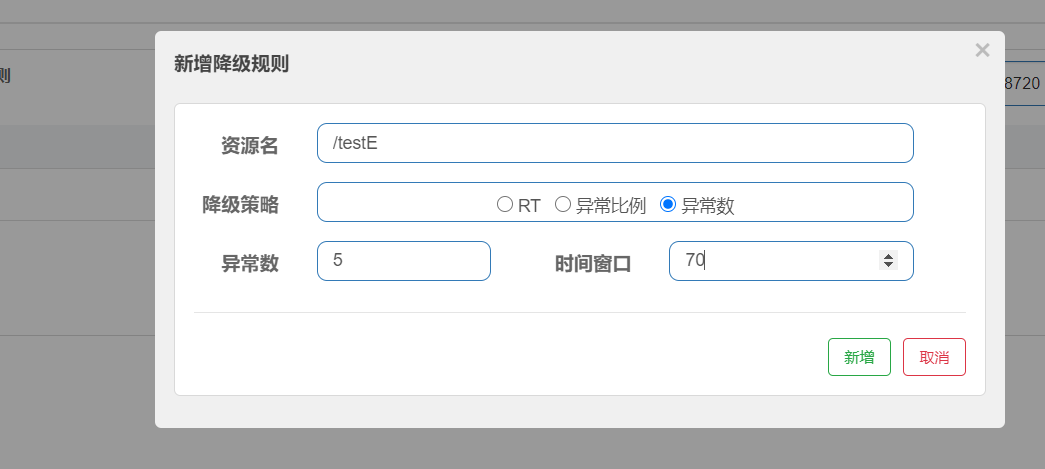 新增降级规则
×
则
8720
资源名 /testE
降级策略 RT 异常比例 异常数
异常数 5 时间窗口 70
新增 取消